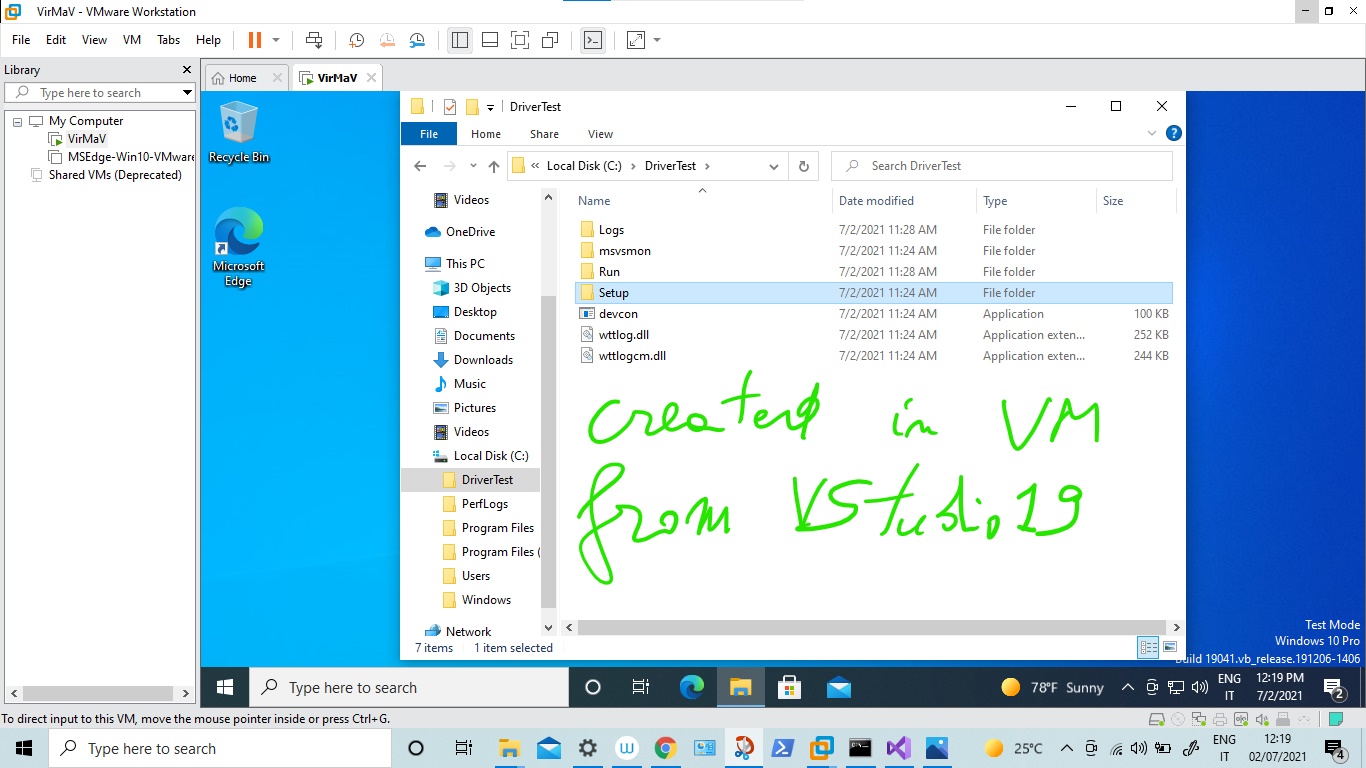 VirMaV - VMware Workstation
File Edit View VM Tabs Help
Library
Type here to search
My Computer
VirMaV
MSEdge-Win10-VMware
Shared VMs (Deprecated)
Home
VirMaV
Recycle Bin
Microsoft
Edge
DriverTest
File Home Share View
Local Disk (C:) DriverTest
Search DriverTest
Videos
OneDrive
This PC
3D Objects
Desktop
Documents
Downloads
Music
Pictures
Videos
Local Disk (C:)
DriverTest
PerfLogs
Program Files
Program Files (
Users
Windows
Network
Name Date modified Type Size
Logs 7/2/2021 11:28 AM File folder
msvsmon 7/2/2021 11:24 AM File folder
Run 7/2/2021 11:28 AM File folder
Setup 7/2/2021 11:24 AM File folder
devcon 7/2/2021 11:24 AM Application 100 KB
wttlog.dll 7/2/2021 11:24 AM Application exten... 252 KB
wttlogcm.dll 7/2/2021 11:24 AM Application exten... 244 KB
created in VM
from VStudio19
7 items 1 item selected
Test Mode
Windows 10 Pro
Build 19041.vb_release.191206-1406
Type here to search
78°F Sunny
ENG
IT
12:19 PM
7/2/2021
2
To direct input to this VM, move the mouse pointer inside or press Ctrl+G.
Type here to search
25°C
ENG
IT
12:19
02/07/2021
4